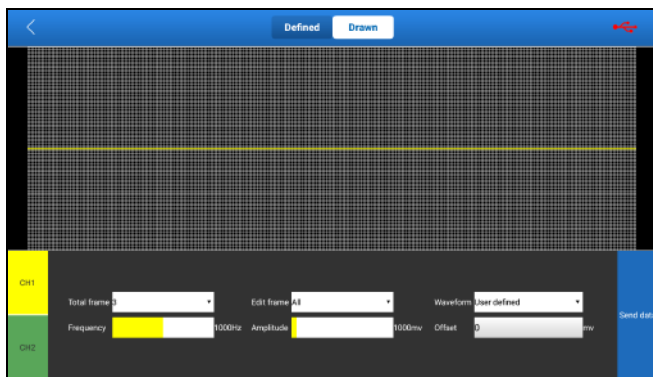 Defined Drawn
CH1
Total frame 3 Edit frame All Waveform User defined
Frequency 1000Hz Amplitude 1000mv Offset 0 mv
Send data
CH2